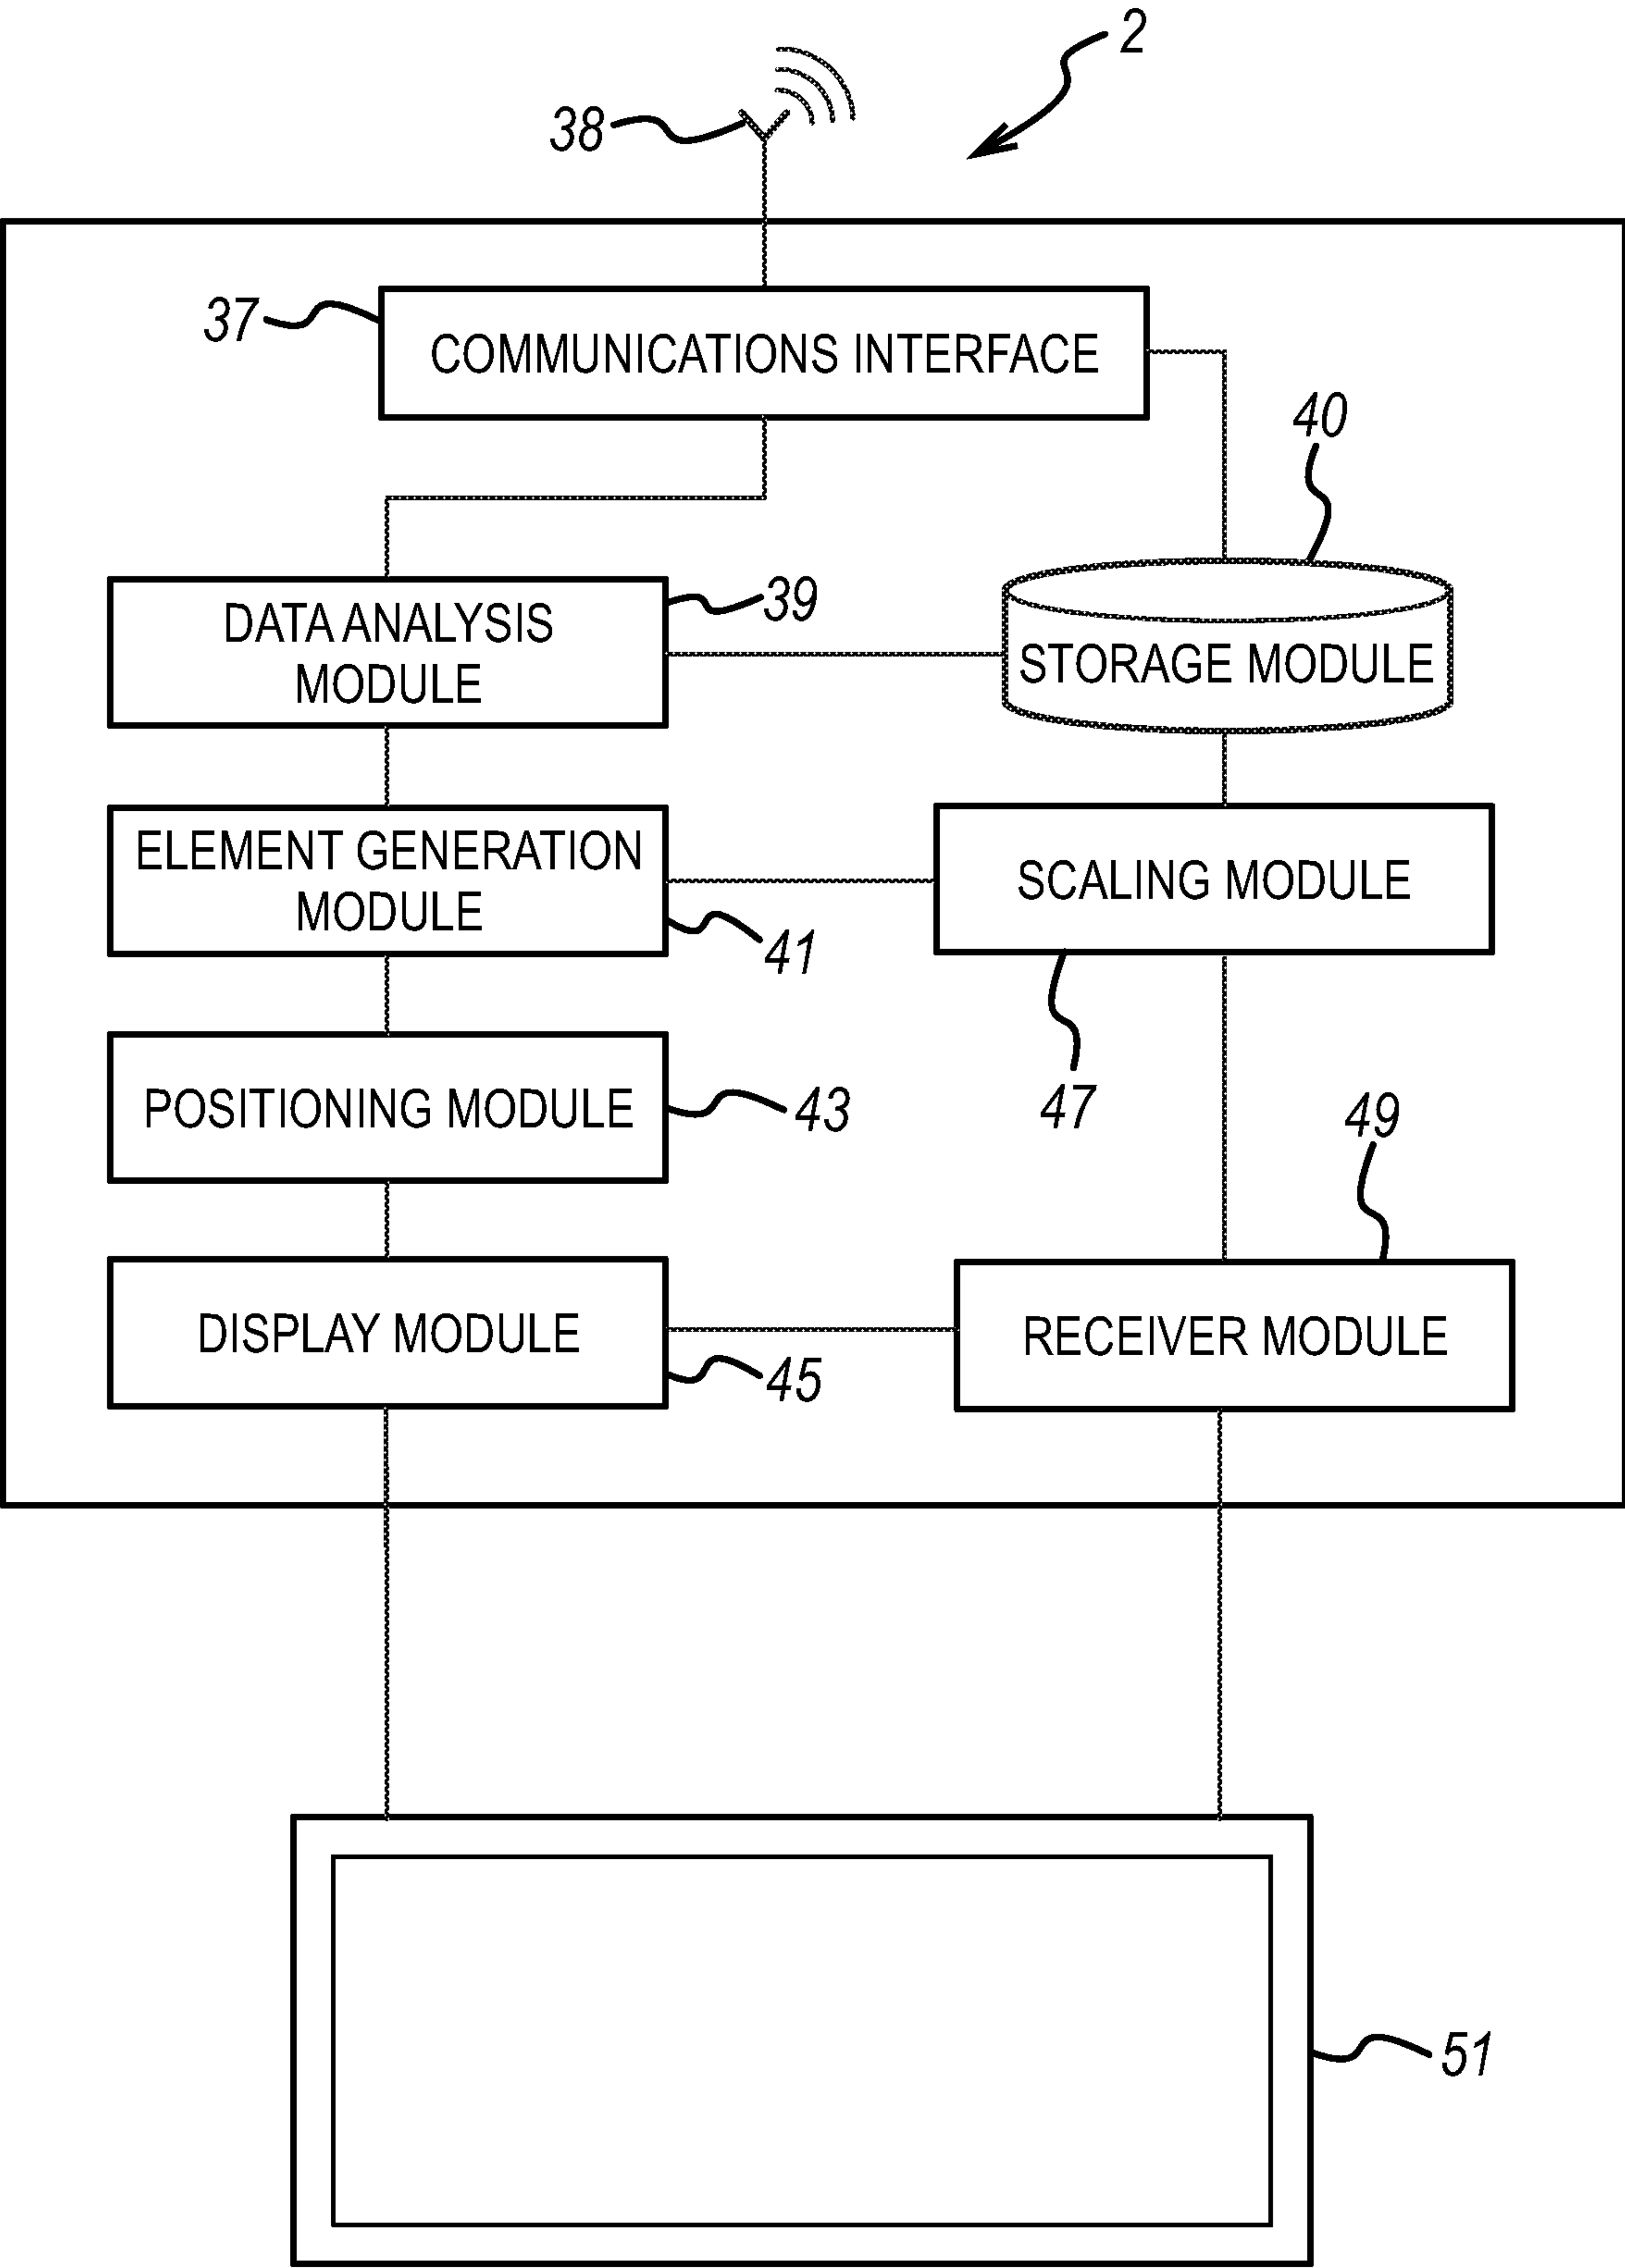 2
38
37
COMMUNICATIONS INTERFACE
40
DATA ANALYSIS
MODULE
39
STORAGE MODULE
ELEMENT GENERATION
MODULE
41
SCALING MODULE
47
POSITIONING MODULE
43
49
DISPLAY MODULE
45
RECEIVER MODULE
51